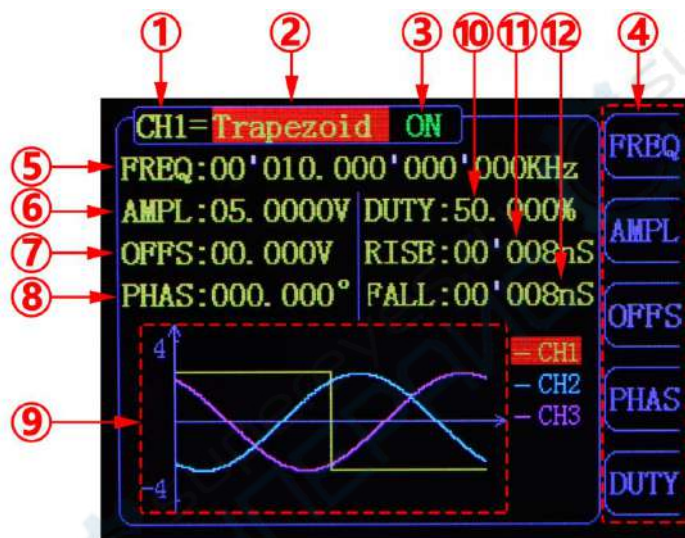 ① ② ③ ⑩ ⑪ ⑫ ④
CH1=Trapezoid ON
FREQ
⑤ FREQ:00'010.000'000'000KHz
⑥ AMPL:05.0000V DUTY:50.000%
AMPL
⑦ OFFS:00.000V RISE:00'008nS
⑧ PHAS:000.000° FALL:00'008nS
OFFS
4
CH1
CH2
PHAS
⑨ CH3
-4
DUTY